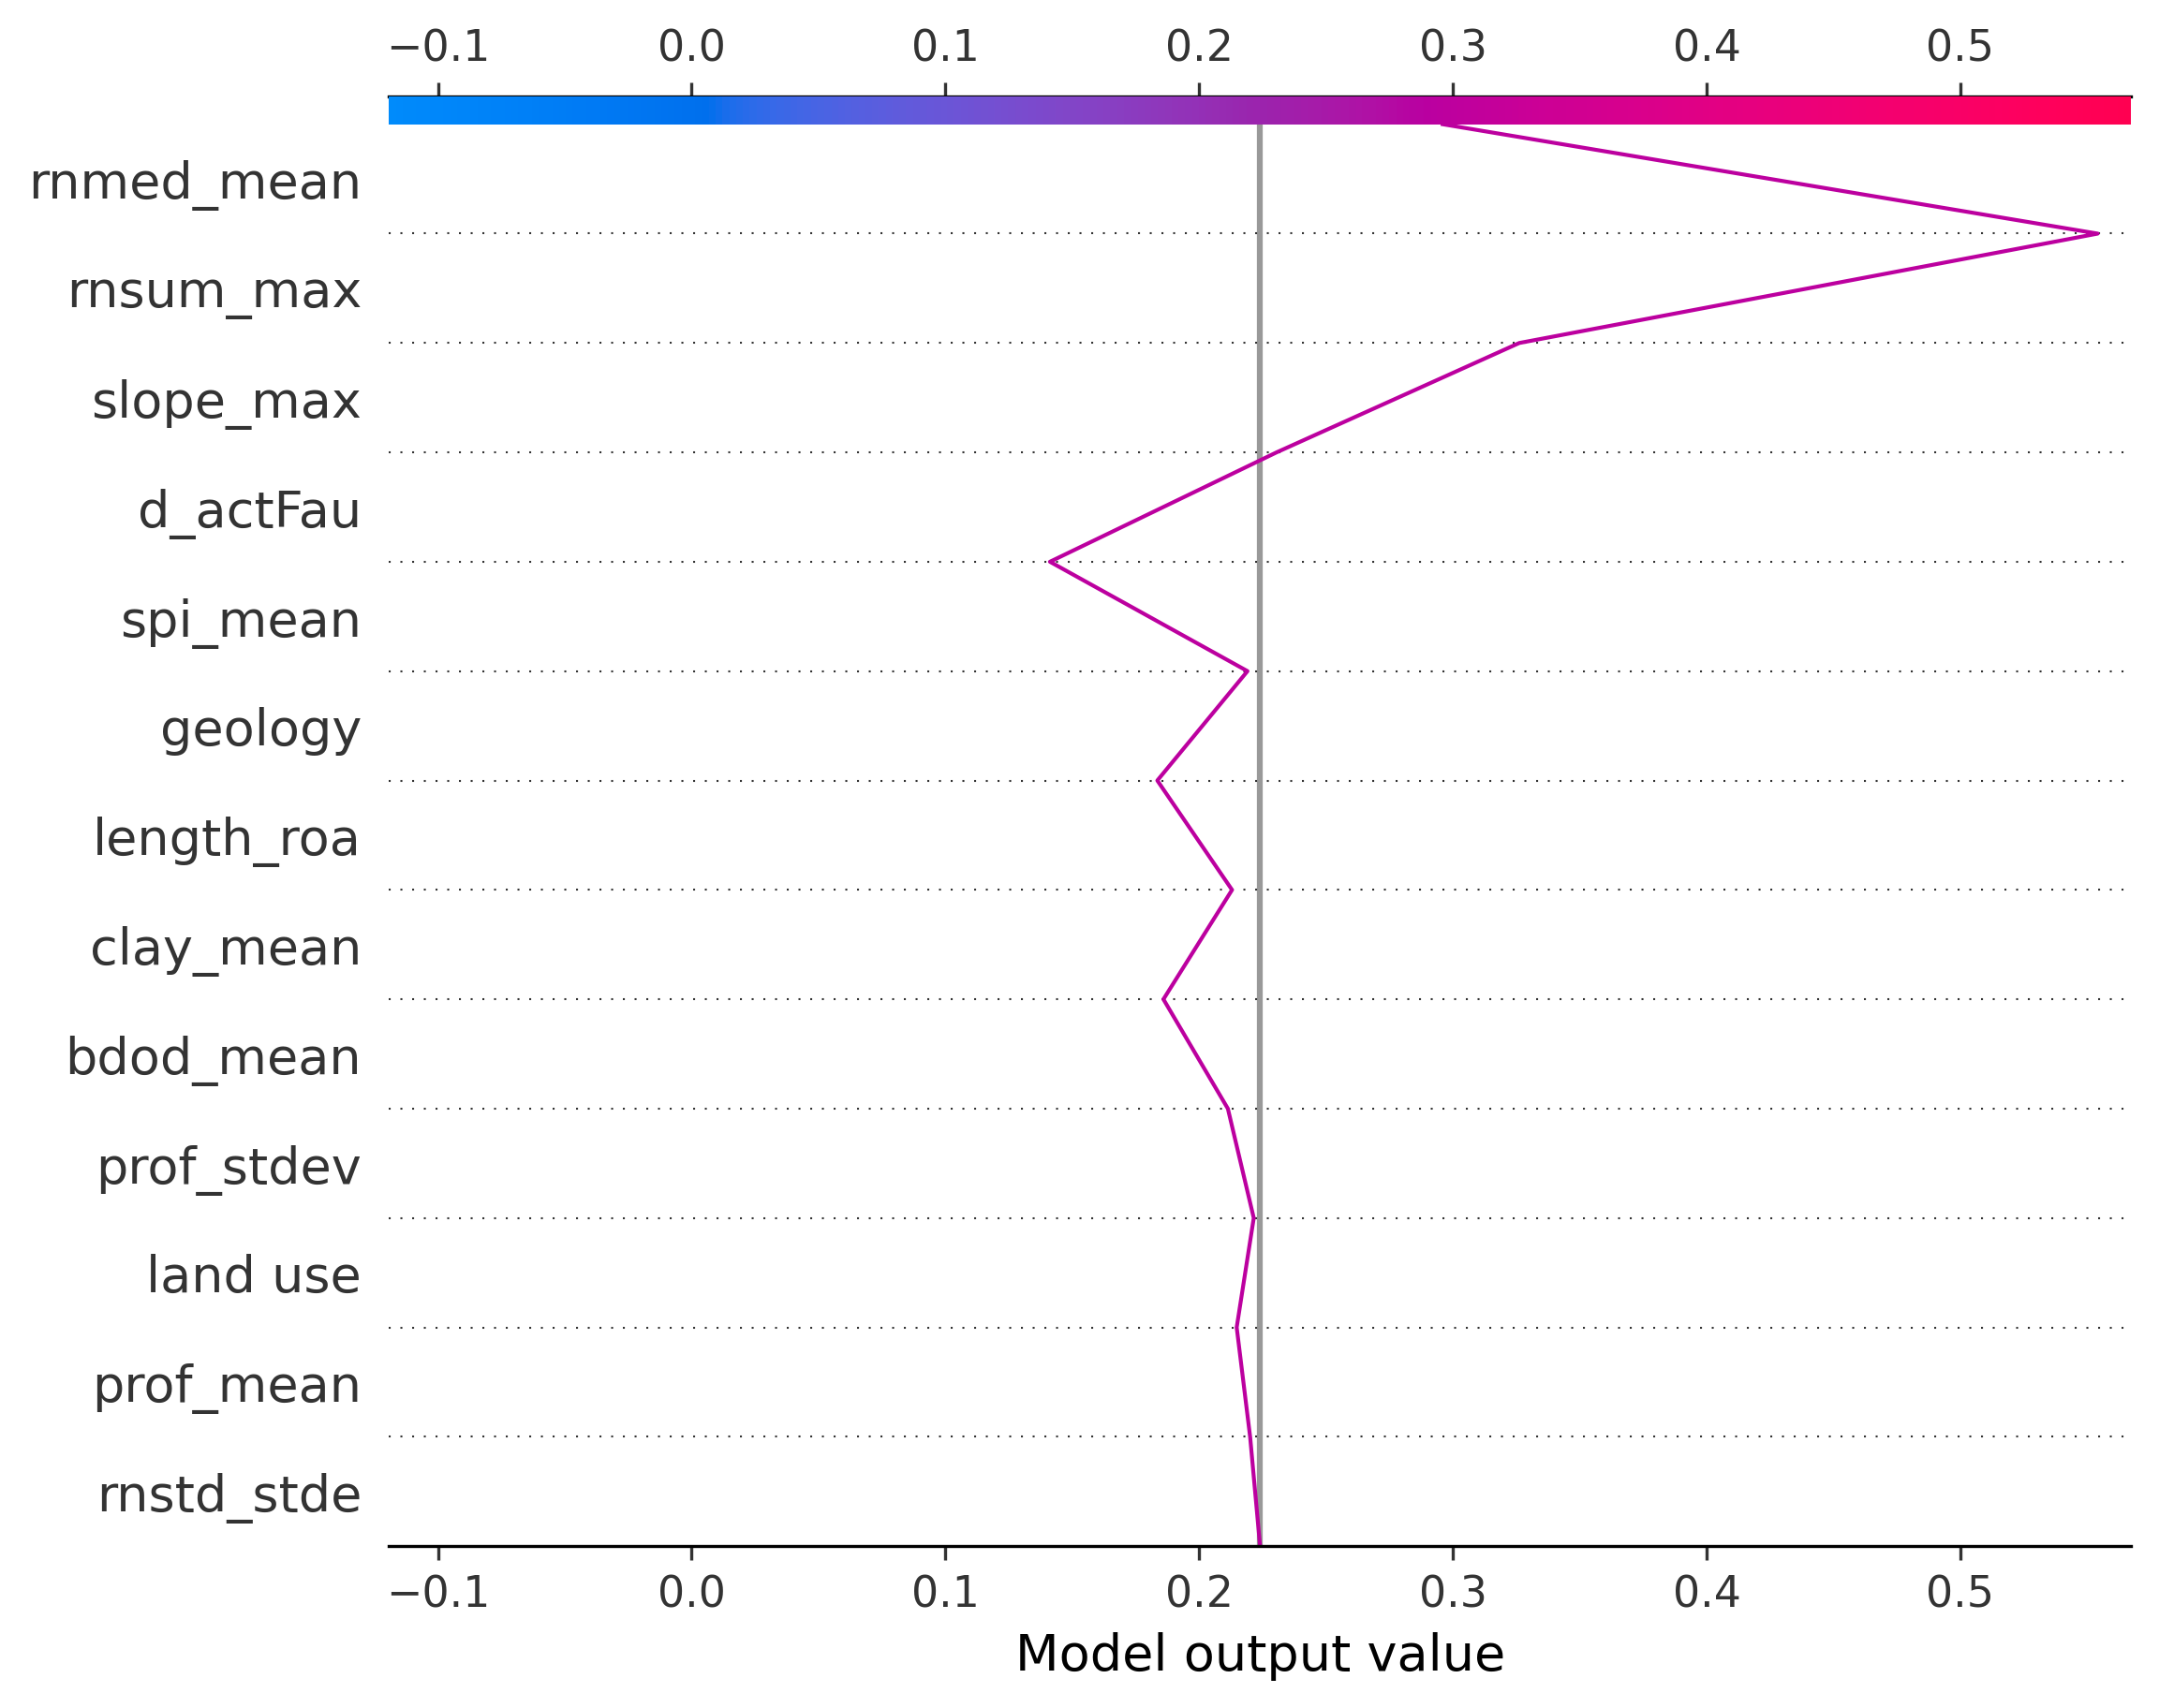 −0.1 0.0 0.1 0.2 0.3 0.4 0.5
rnmed_mean
rnsum_max
slope_max
d_actFau
spi_mean
geology
length_roa
clay_mean
bdod_mean
prof_stdev
land use
prof_mean
rnstd_stde
−0.1 0.0 0.1 0.2 0.3 0.4 0.5
Model output value